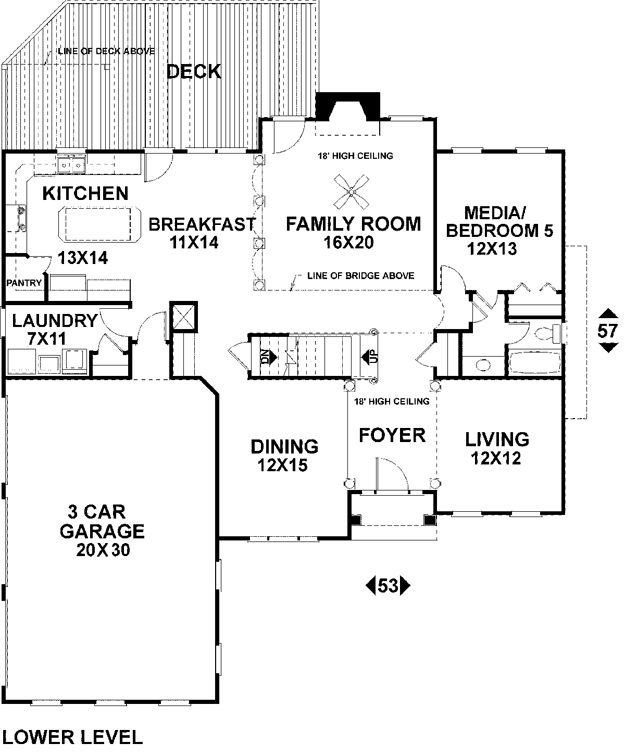 LINE OF DECK ABOVE
DECK
18' HIGH CEILING
KITCHEN
13X14
BREAKFAST
11X14
FAMILY ROOM
16X20
MEDIA/
BEDROOM 5
12X13
LINE OF BRIDGE ABOVE
PANTRY
LAUNDRY
7X11
57
DN
UP
18' HIGH CEILING
FOYER
DINING
12X15
LIVING
12X12
3 CAR
GARAGE
20X30
53
LOWER LEVEL